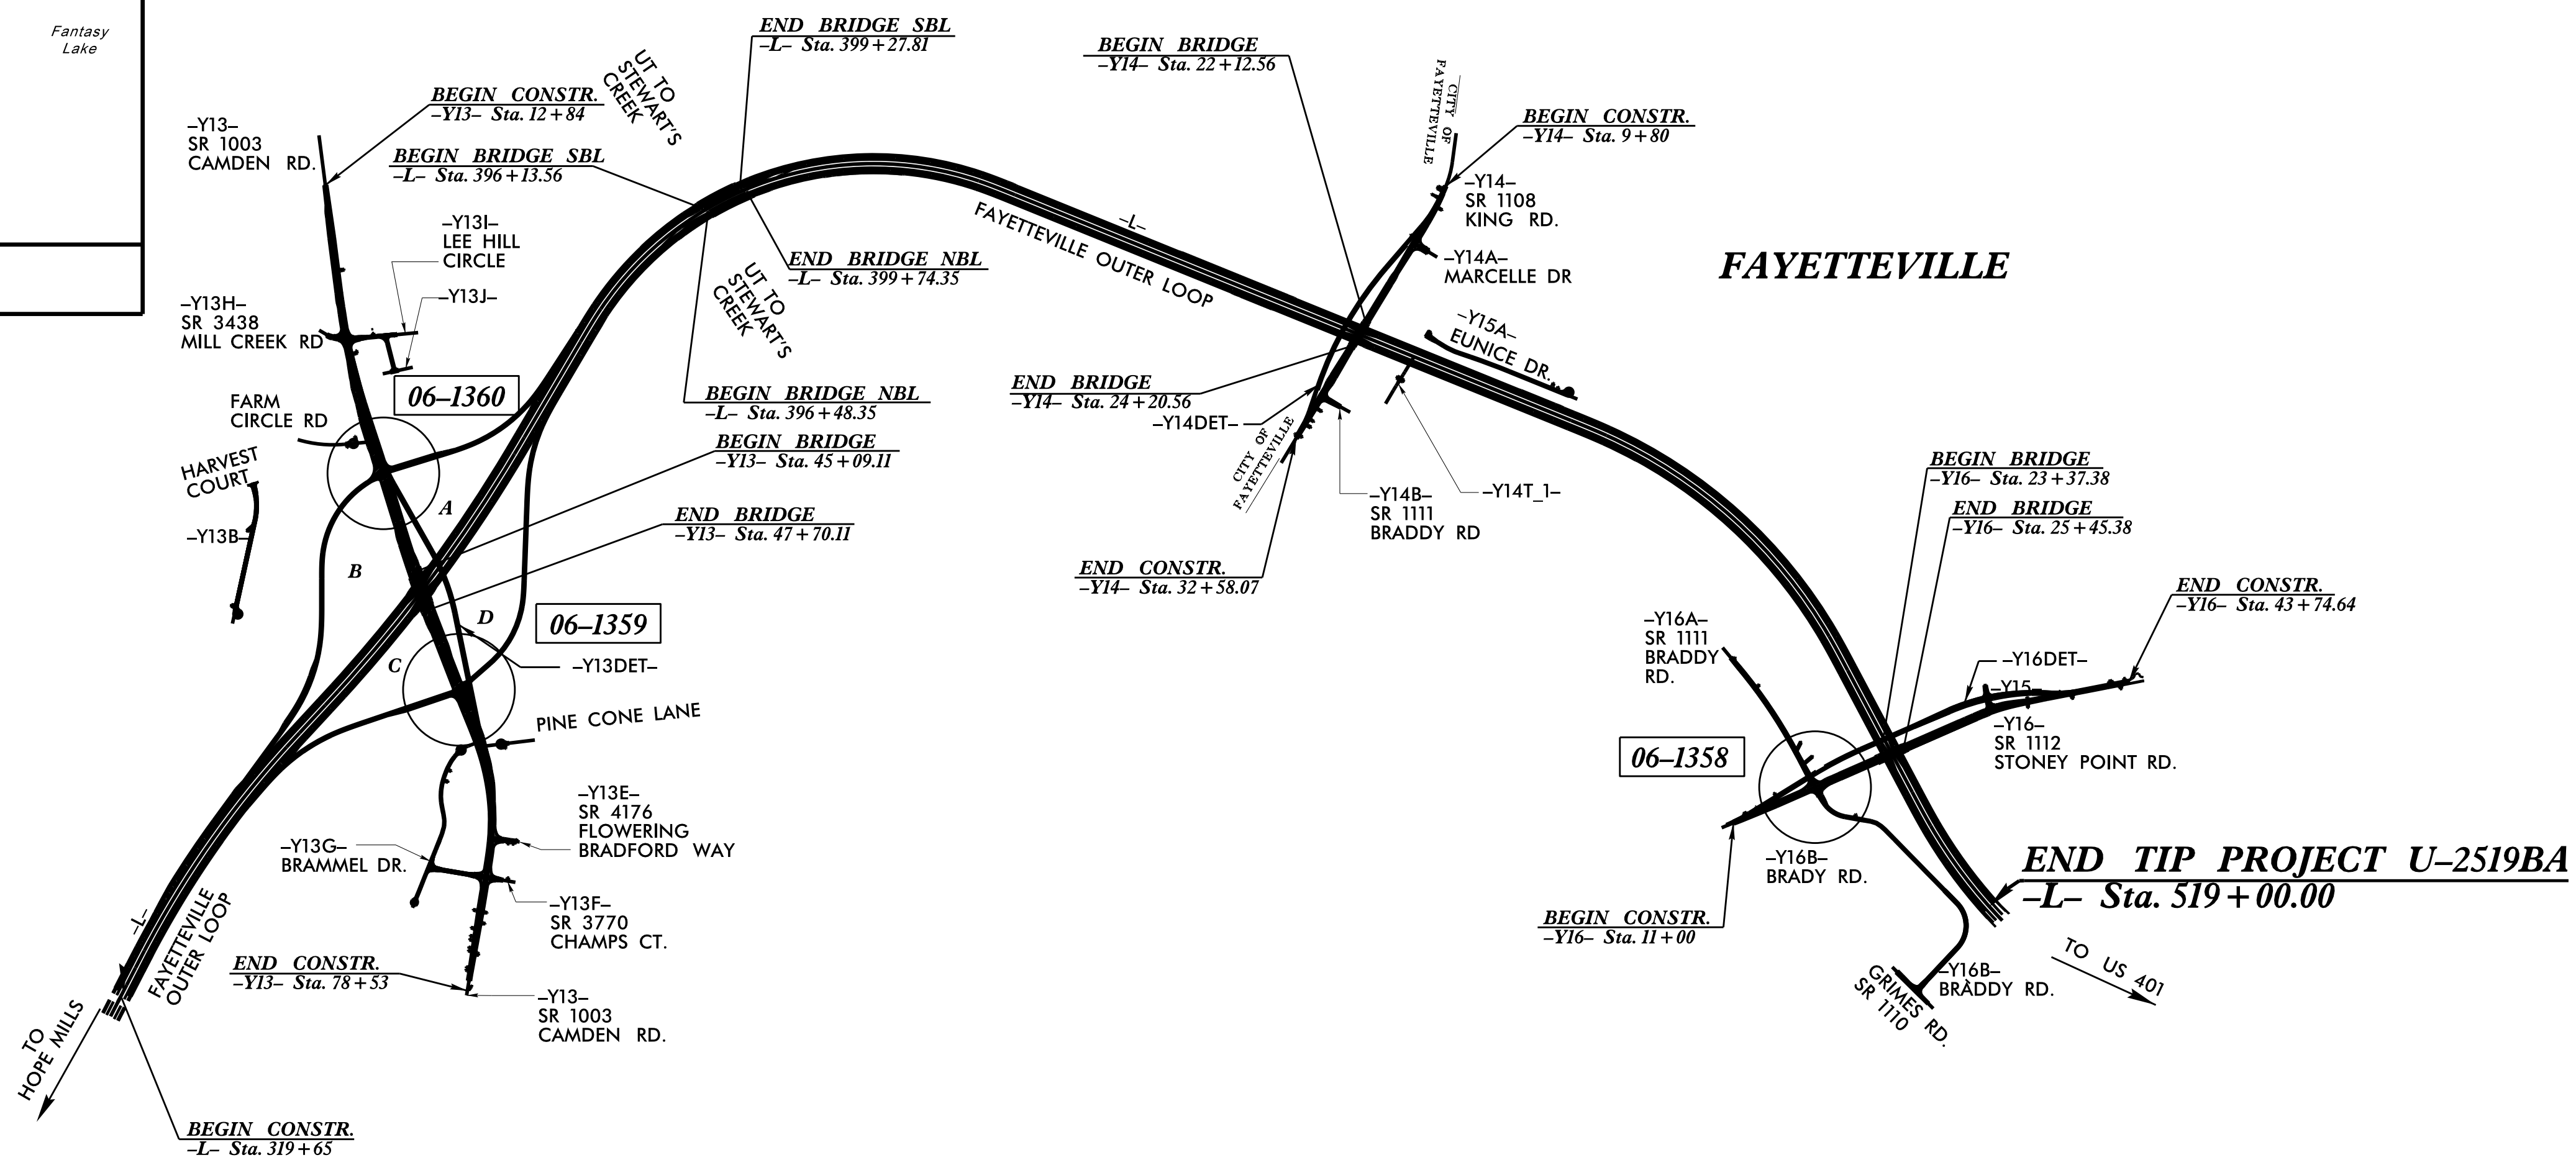 Fantasy
Lake
END BRIDGE SBL
–L– Sta. 399+27.81
BEGIN BRIDGE
–Y14– Sta. 22+12.56
UT TO
STEWART'S
CREEK
CITY OF
FAYETTEVILLE
BEGIN CONSTR.
–Y13– Sta. 12+84
BEGIN CONSTR.
–Y14– Sta. 9+80
–Y13–
SR 1003
CAMDEN RD.
BEGIN BRIDGE SBL
–L– Sta. 396+13.56
–Y14–
SR 1108
KING RD.
–L–
FAYETTEVILLE OUTER LOOP
–Y13I–
LEE HILL
CIRCLE
END BRIDGE NBL
–L– Sta. 399+74.35
–Y14A–
MARCELLE DR
FAYETTEVILLE
UT TO
STEWART'S
CREEK
–Y13J–
–Y13H–
SR 3438
MILL CREEK RD
–Y15A–
EUNICE DR.
06–1360
END BRIDGE
–Y14– Sta. 24+20.56
BEGIN BRIDGE NBL
–L– Sta. 396+48.35
FARM
CIRCLE RD
–Y14DET–
CITY OF
FAYETTEVILLE
BEGIN BRIDGE
–Y13– Sta. 45+09.11
HARVEST
COURT
BEGIN BRIDGE
–Y16– Sta. 23+37.38
–Y14B–
SR 1111
BRADDY RD
–Y14T_1–
A
END BRIDGE
–Y13– Sta. 47+70.11
END BRIDGE
–Y16– Sta. 25+45.38
–Y13B–
B
END CONSTR.
–Y14– Sta. 32+58.07
END CONSTR.
–Y16– Sta. 43+74.64
D
06–1359
–Y16A–
SR 1111
BRADDY
RD.
C
–Y13DET–
–Y16DET–
–Y15–
PINE CONE LANE
–Y16–
SR 1112
STONEY POINT RD.
06–1358
–Y13E–
SR 4176
FLOWERING
BRADFORD WAY
–Y13G–
BRAMMEL DR.
–Y16B–
BRADY RD.
END TIP PROJECT U–2519BA
–L– Sta. 519+00.00
–Y13F–
SR 3770
CHAMPS CT.
BEGIN CONSTR.
–Y16– Sta. 11+00
–L–
FAYETTEVILLE
OUTER LOOP
END CONSTR.
–Y13– Sta. 78+53
TO US 401
–Y16B–
BRADDY RD.
GRIMES RD.
SR 1110
–Y13–
SR 1003
CAMDEN RD.
TO
HOPE MILLS
BEGIN CONSTR.
–L– Sta. 319+65